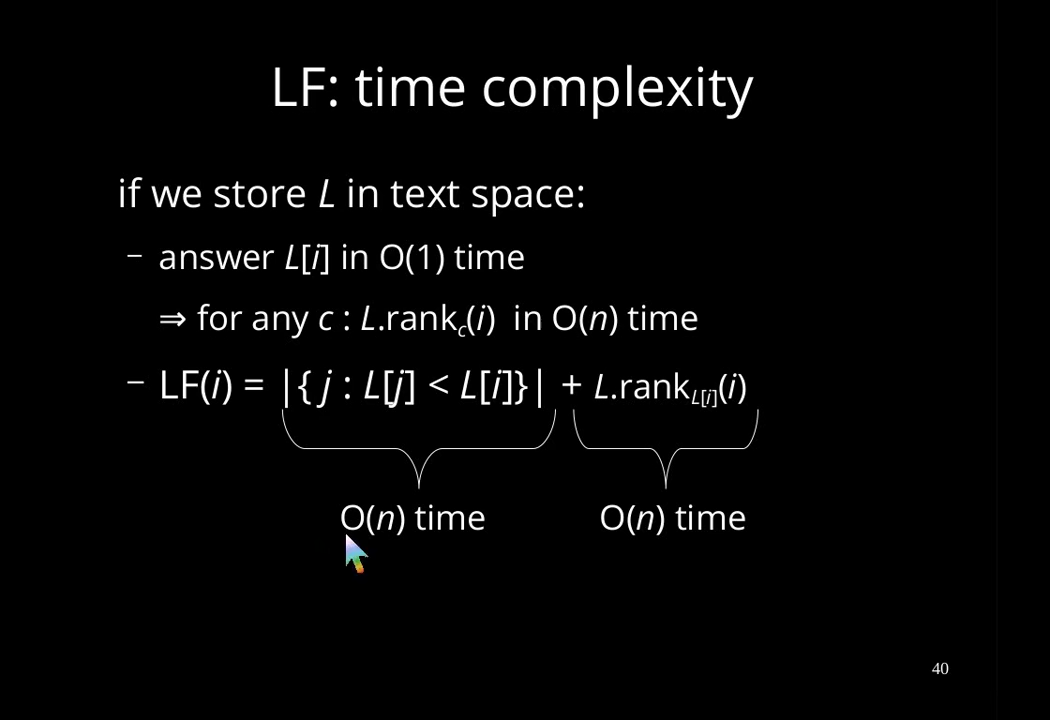 LF: time complexity
if we store L in text space:
– answer L[i] in O(1) time
⇒ for any c : L.rank_c(i) in O(n) time
– LF(i) = |{ j : L[j] < L[i]}| + L.rank_L[i](i)
O(n) time O(n) time
40